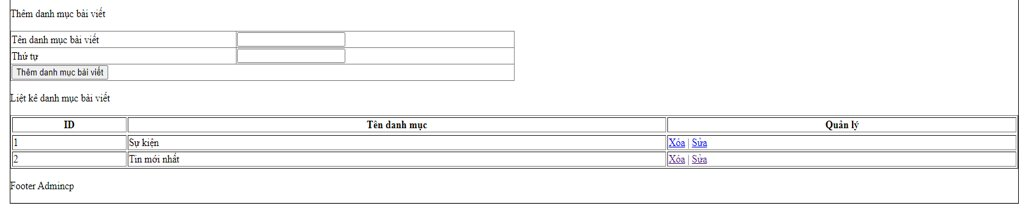 Thêm danh mục bài viết
Tên danh mục bài viết
Thứ tự
Thêm danh mục bài viết
Liệt kê danh mục bài viết
ID Tên danh mục Quản lý
1 Sự kiện Xóa | Sửa
2 Tin mới nhất Xóa | Sửa
Footer Admincp